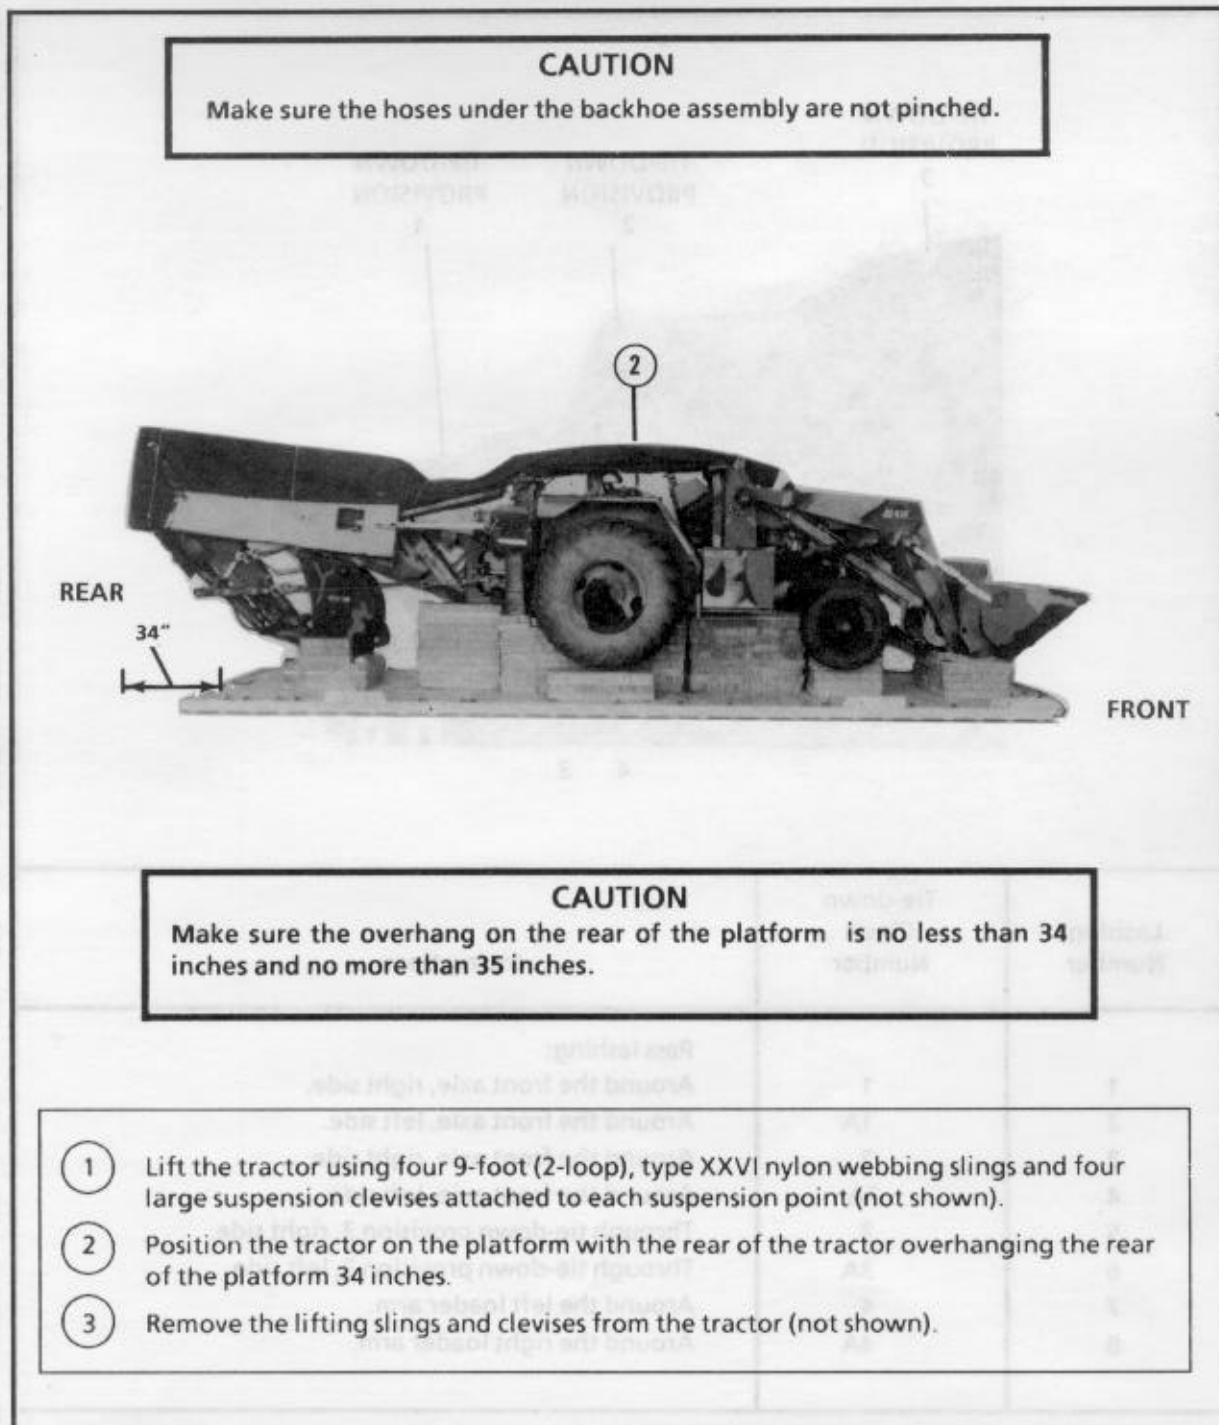 CAUTION
Make sure the hoses under the backhoe assembly are not pinched.
2
REAR
34"
FRONT
CAUTION
Make sure the overhang on the rear of the platform is no less than 34
inches and no more than 35 inches.
1 Lift the tractor using four 9-foot (2-loop), type XXVI nylon webbing slings and four
large suspension clevises attached to each suspension point (not shown).
2 Position the tractor on the platform with the rear of the tractor overhanging the rear
of the platform 34 inches.
3 Remove the lifting slings and clevises from the tractor (not shown).